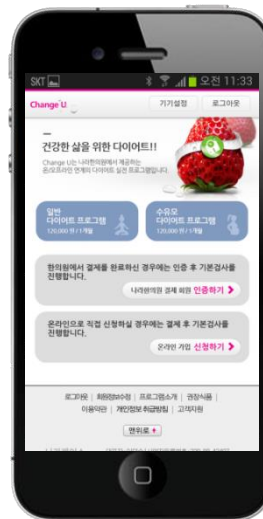 SKT 오전 11:33
Change U 기기설정 로그아웃
건강한 삶을 위한 다이어트!!
Change U는 나라한의원에서 제공하는
온/오프라인 연계의 다이어트 실천 프로그램입니다.
일반
다이어트 프로그램
120,000 원 / 1개월
수유모
다이어트 프로그램
120,000 원 / 1개월
한의원에서 결제를 완료하신 경우에는 인증 후 기본검사를
진행합니다.
나라한의원 결제 회원 인증하기
온라인으로 직접 신청하실 경우에는 결제 후 기본검사를
진행합니다.
온라인 가입 신청하기
로그아웃 | 회원정보수정 | 프로그램소개 | 권장식품 |
이용약관 | 개인정보 취급방침 | 고객지원
맨위로